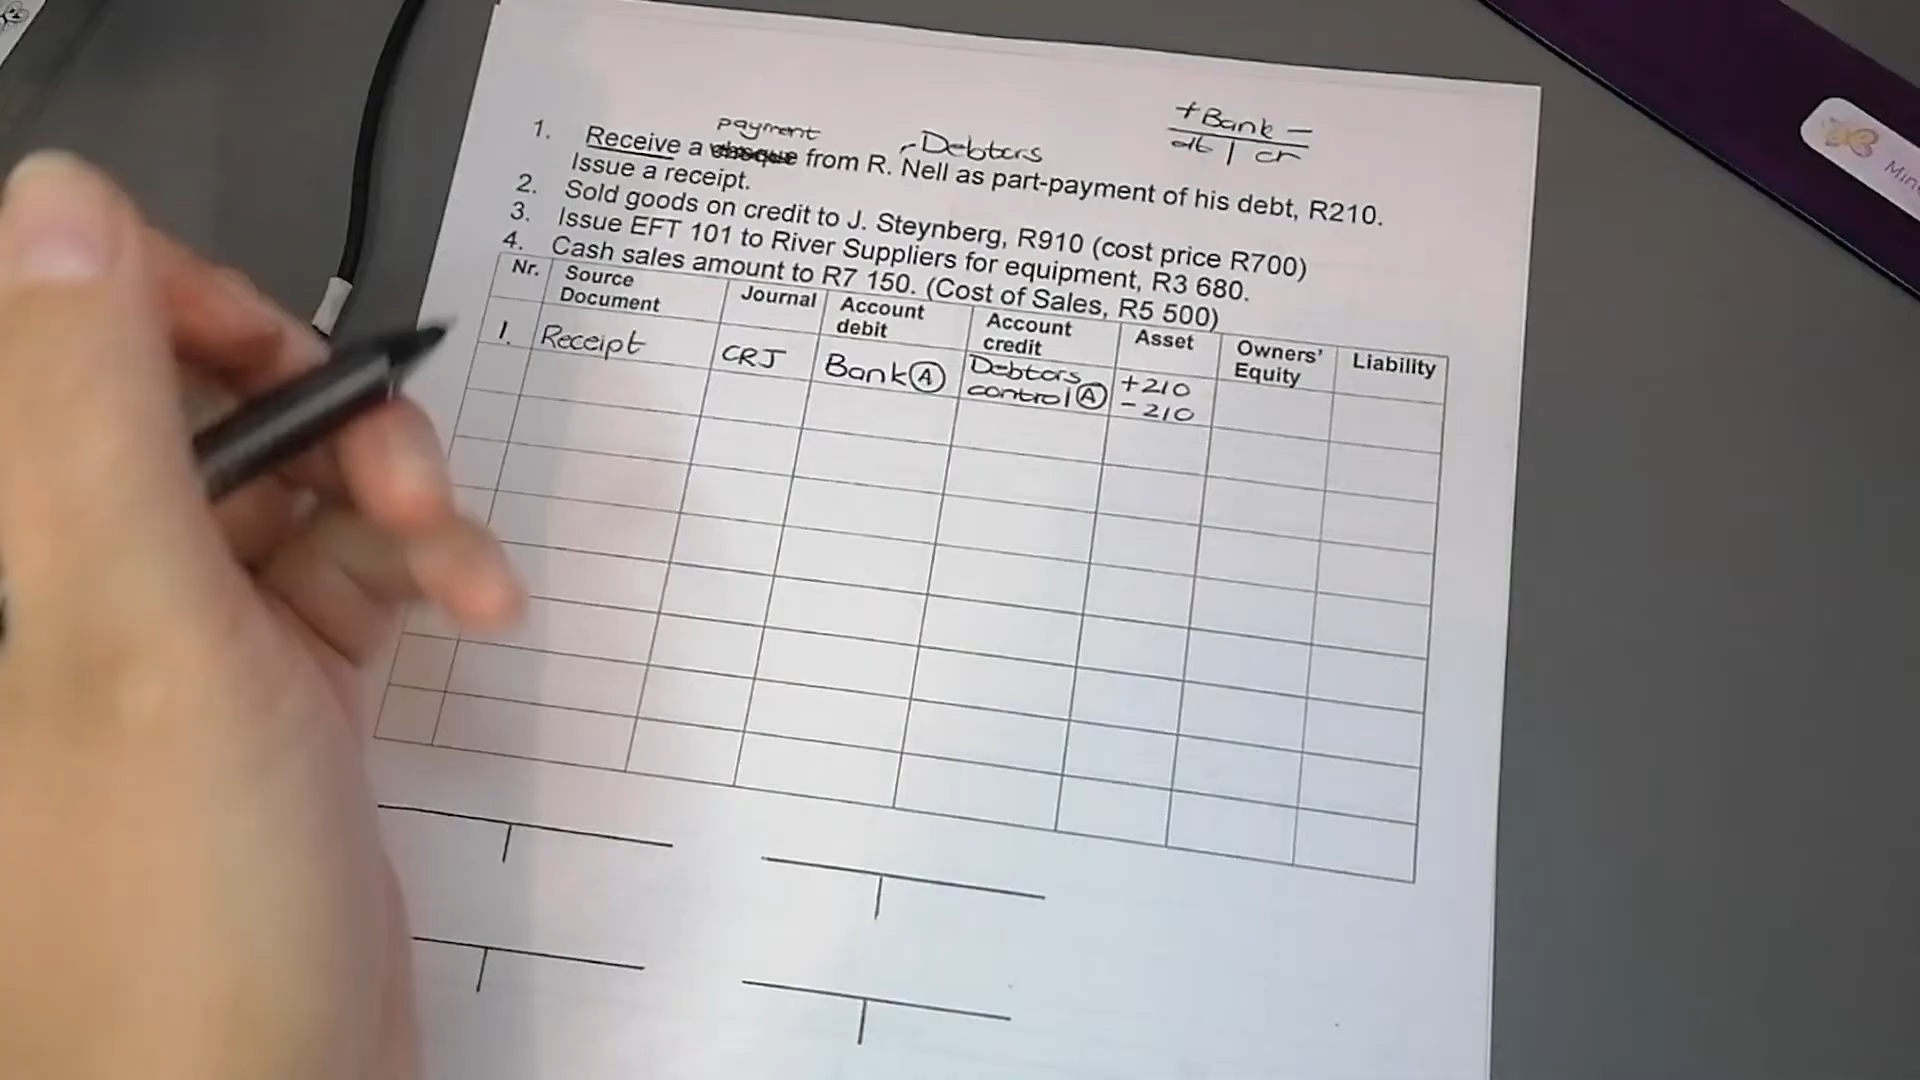 + Bank -
dt | cr
payment
Debtors
1. Receive a cheque from R. Nell as part-payment of his debt, R210.
Issue a receipt.
2. Sold goods on credit to J. Steynberg, R910 (cost price R700)
3. Issue EFT 101 to River Suppliers for equipment, R3 680.
4. Cash sales amount to R7 150. (Cost of Sales, R5 500)
Nr. Source Document Journal Account debit Account credit Asset Owners' Equity Liability
1. Receipt CRJ Bank A Debtors control A +210
-210